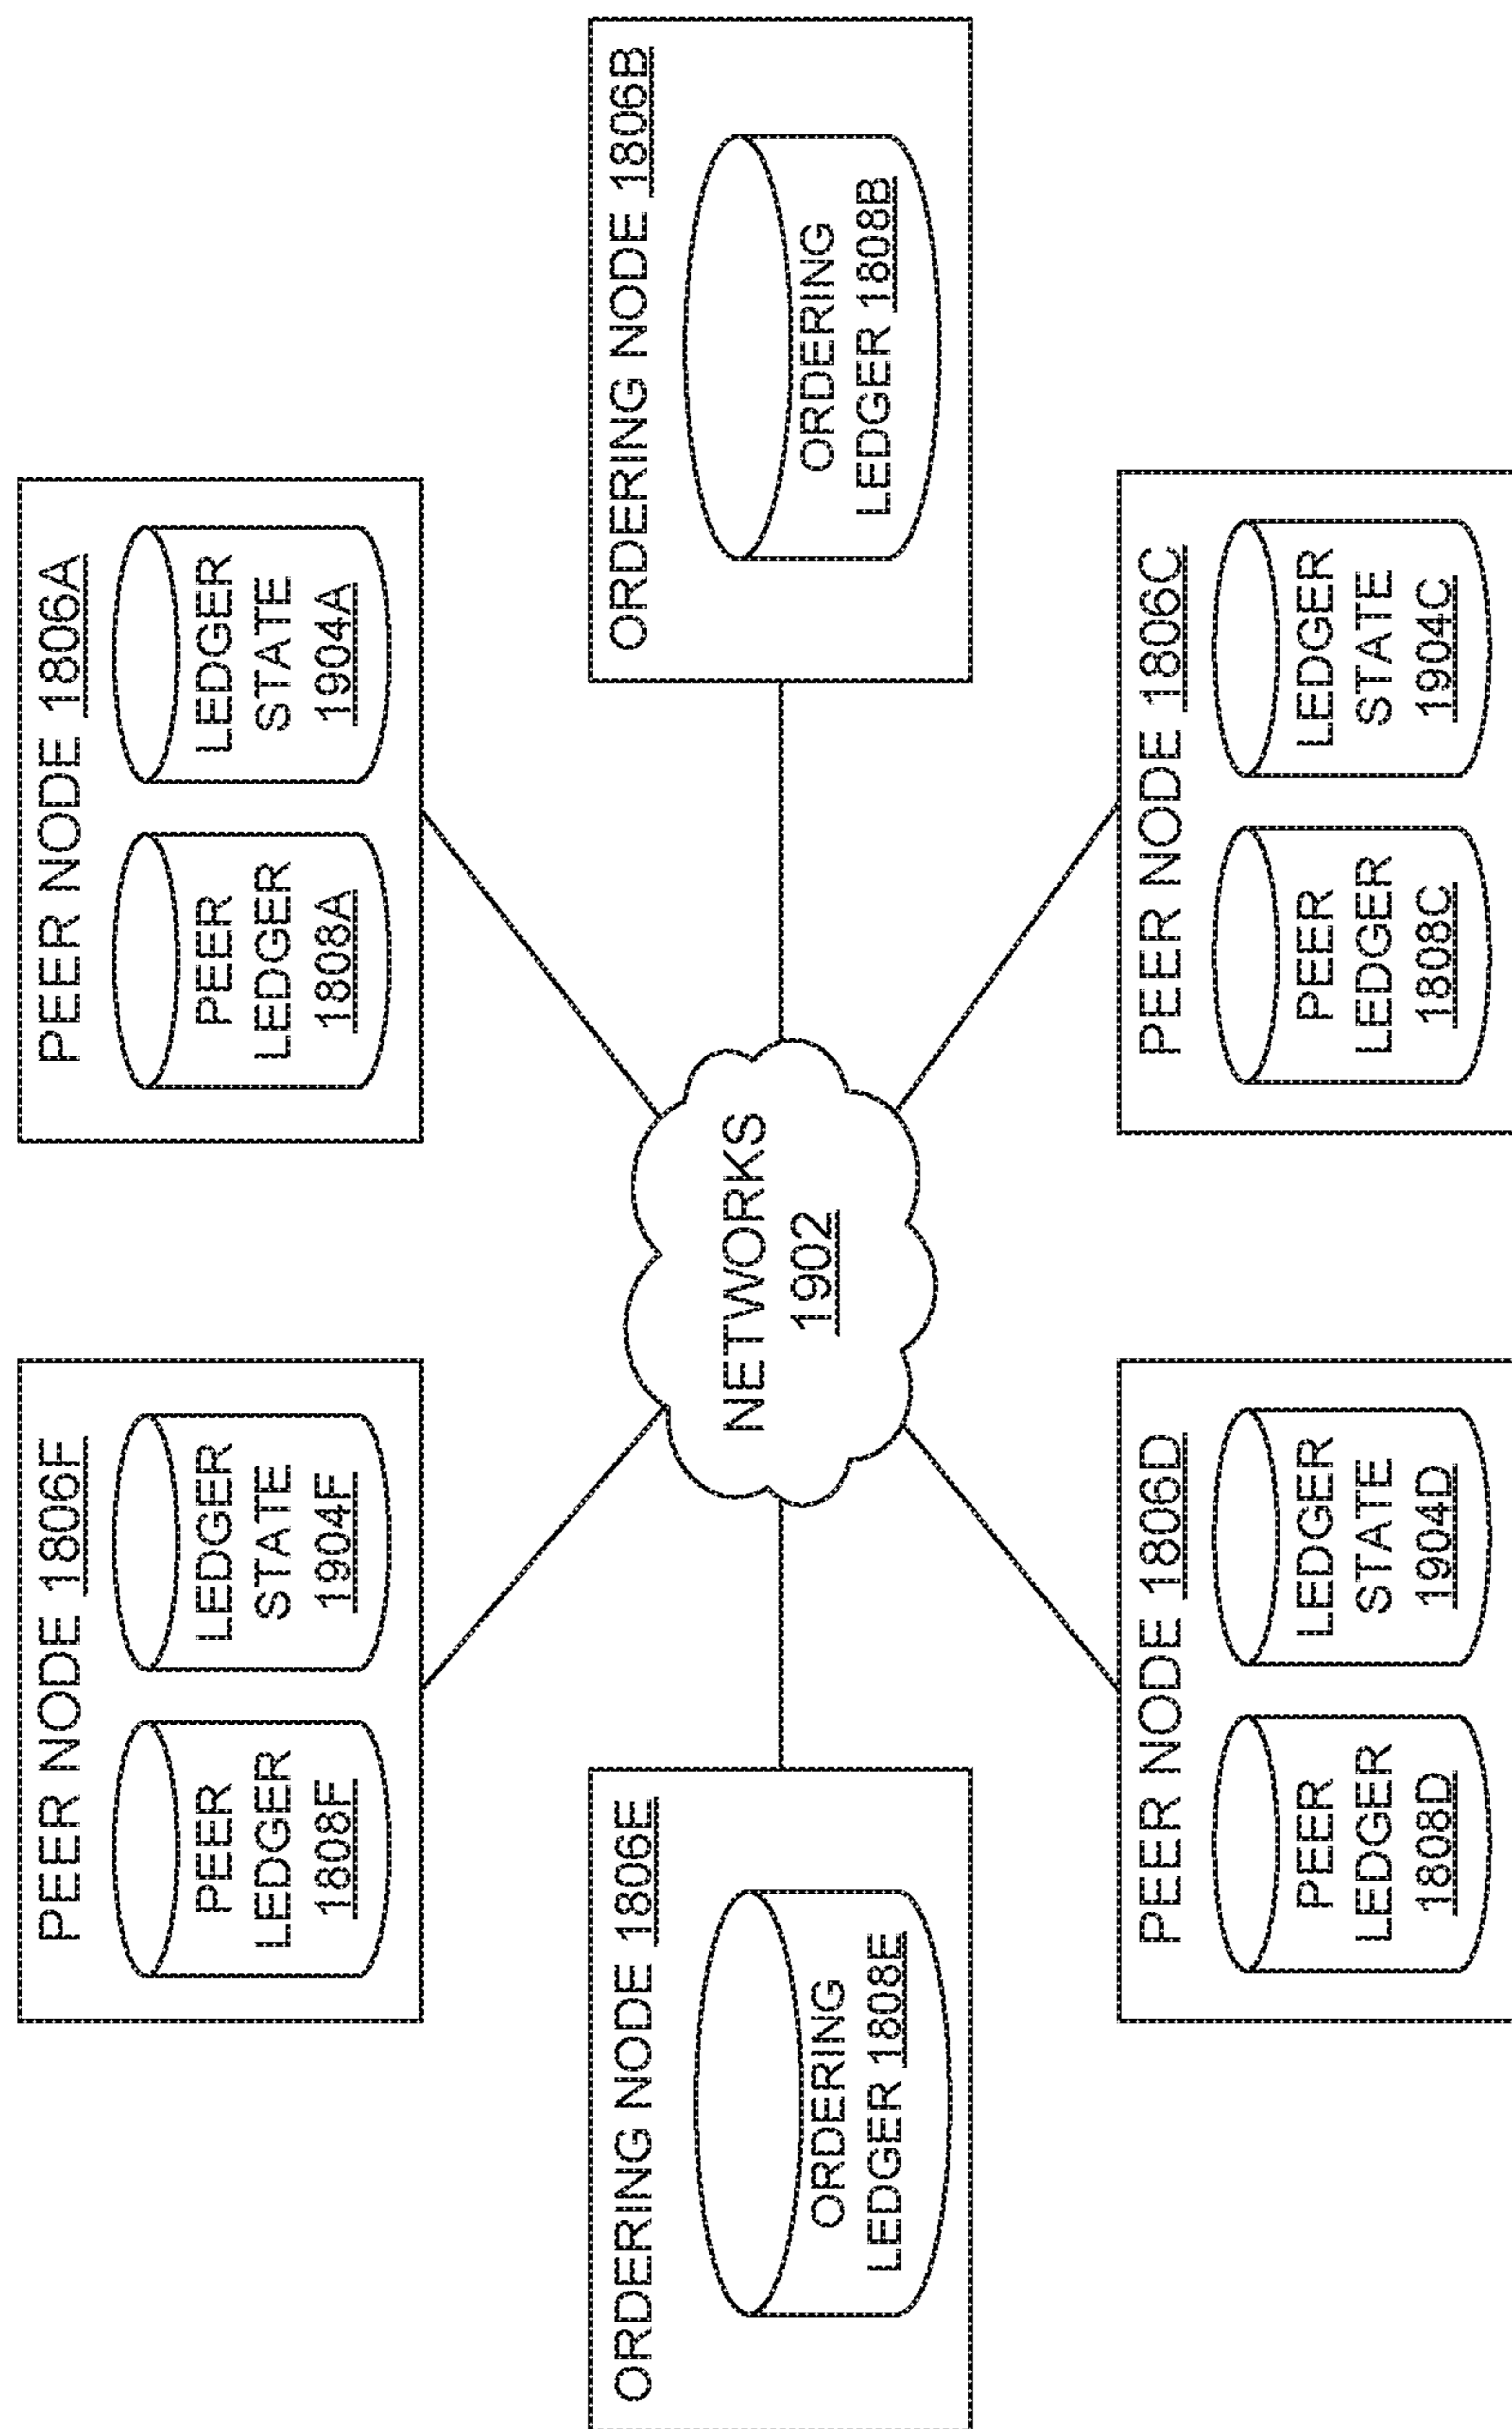 PEER NODE 1806F
PEER
LEDGER
1808F
LEDGER
STATE
1904F
PEER NODE 1806A
PEER
LEDGER
1808A
LEDGER
STATE
1904A
ORDERING NODE 1806E
ORDERING
LEDGER 1808E
NETWORKS
1902
ORDERING NODE 1806B
ORDERING
LEDGER 1808B
PEER NODE 1806D
PEER
LEDGER
1808D
LEDGER
STATE
1904D
PEER NODE 1806C
PEER
LEDGER
1808C
LEDGER
STATE
1904C